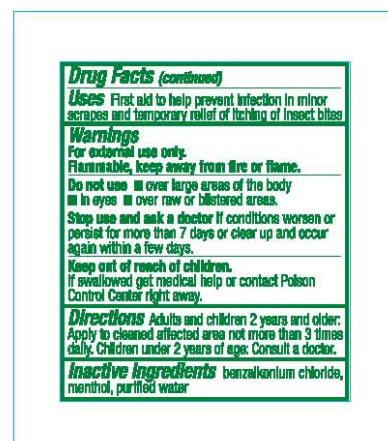 Drug Facts (continued)
Uses First aid to help prevent infection in minor
scrapes and temporary relief of itching of insect bites
Warnings
For external use only.
Flammable, keep away from fire or flame.
Do not use ■ over large areas of the body
■ in eyes ■ over raw or blistered areas.
Stop use and ask a doctor if conditions worsen or
persist for more than 7 days or clear up and occur
again within a few days.
Keep out of reach of children.
If swallowed get medical help or contact Poison
Control Center right away.
Directions Adults and children 2 years and older:
Apply to cleaned affected area not more than 3 times
daily. Children under 2 years of age: Consult a doctor.
Inactive ingredients benzalkonium chloride,
menthol, purified water